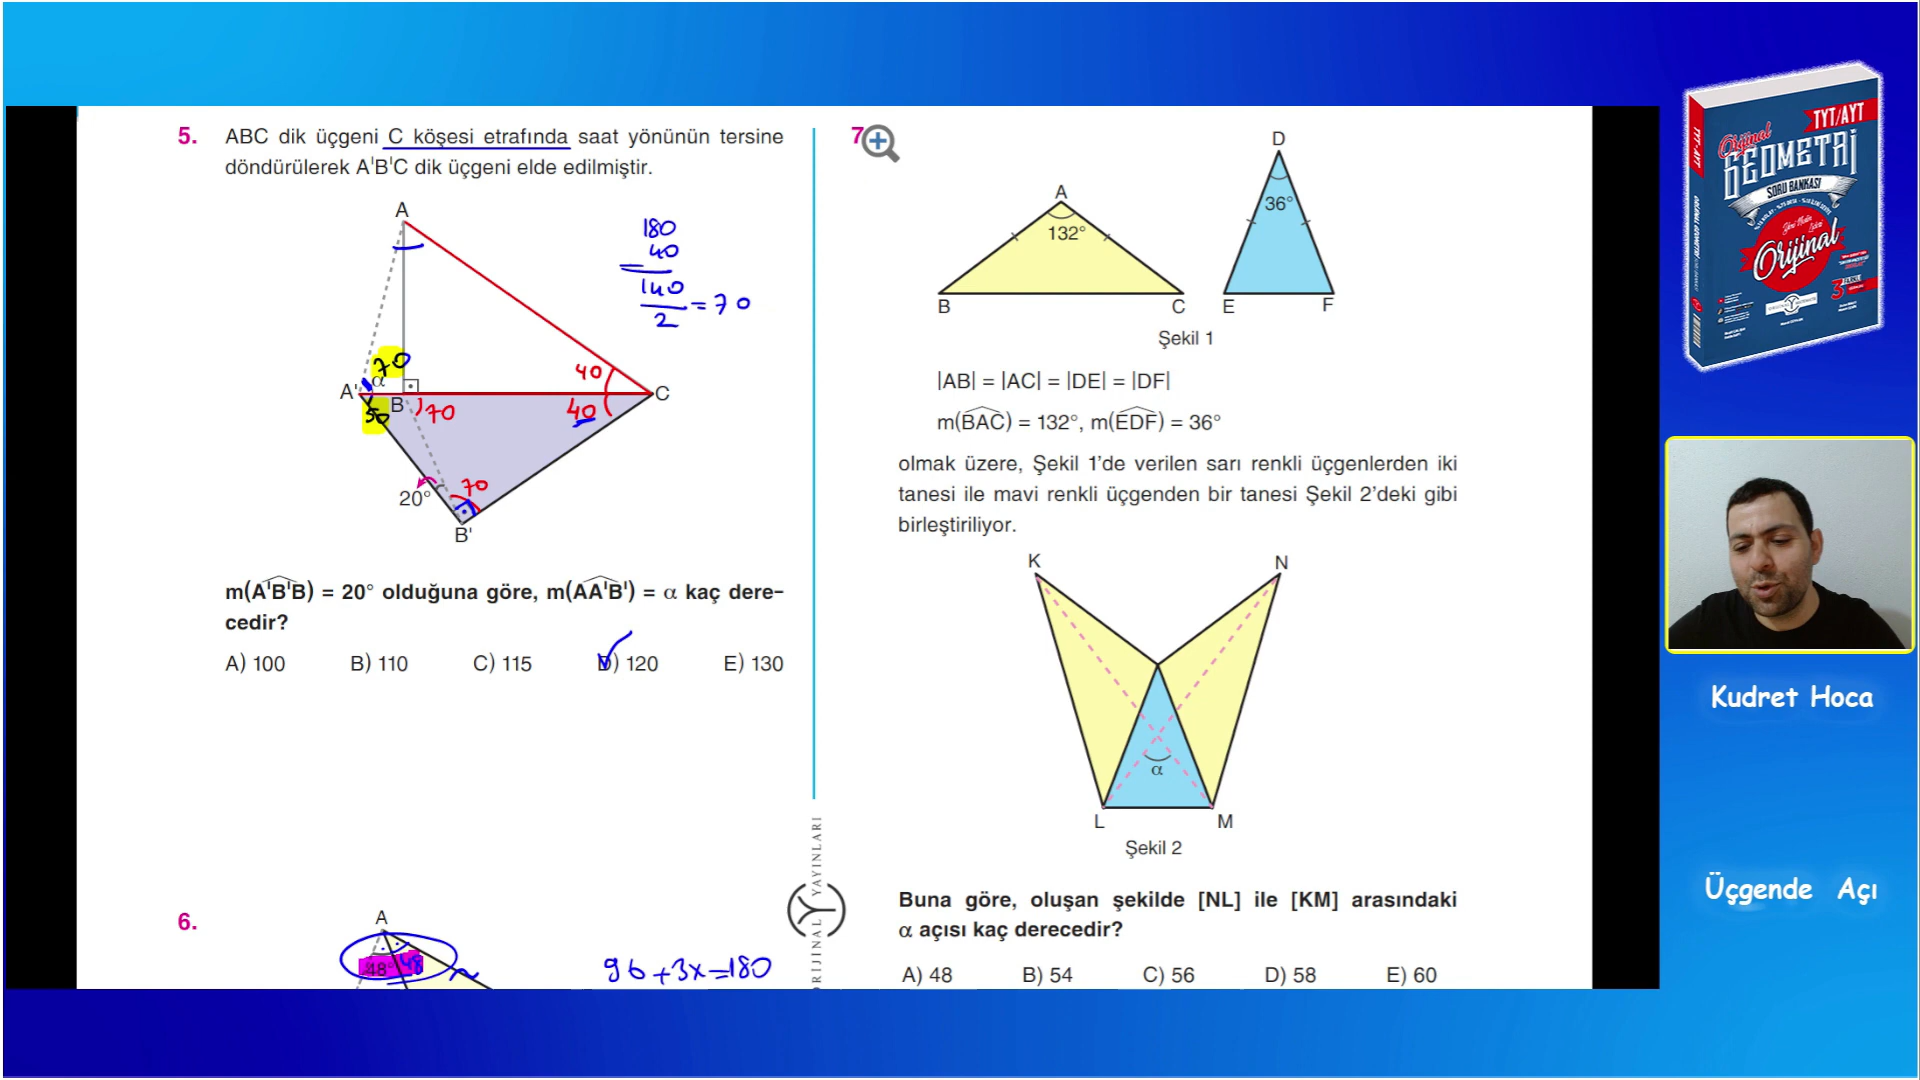 5. ABC dik üçgeni C köşesi etrafında saat yönünün tersine
döndürülerek A'B'C dik üçgeni elde edilmiştir.
A
180
40
140
2
= 70
70
α
A'
B
50
70
40
40
C
20°
70
B'
m(A'B'B) = 20° olduğuna göre, m(AA'B') = α kaç dere-
cedir?
A) 100 B) 110 C) 115 D) 120 E) 130
6.
A
48° 48
96 + 3x = 180
ORİJİNAL YAYINLARI
7
A
132°
B
C
D
36°
E
F
Şekil 1
|AB| = |AC| = |DE| = |DF|
m(BAC) = 132°, m(EDF) = 36°
olmak üzere, Şekil 1'de verilen sarı renkli üçgenlerden iki
tanesi ile mavi renkli üçgenden bir tanesi Şekil 2'deki gibi
birleştiriliyor.
K
N
α
L
M
Şekil 2
Buna göre, oluşan şekilde [NL] ile [KM] arasındaki
α açısı kaç derecedir?
A) 48 B) 54 C) 56 D) 58 E) 60
TYT/AYT
Orijinal
GEOMETRİ
SORU BANKASI
Orijinal
TYT-AYT
Kudret Hoca
Üçgende Açı